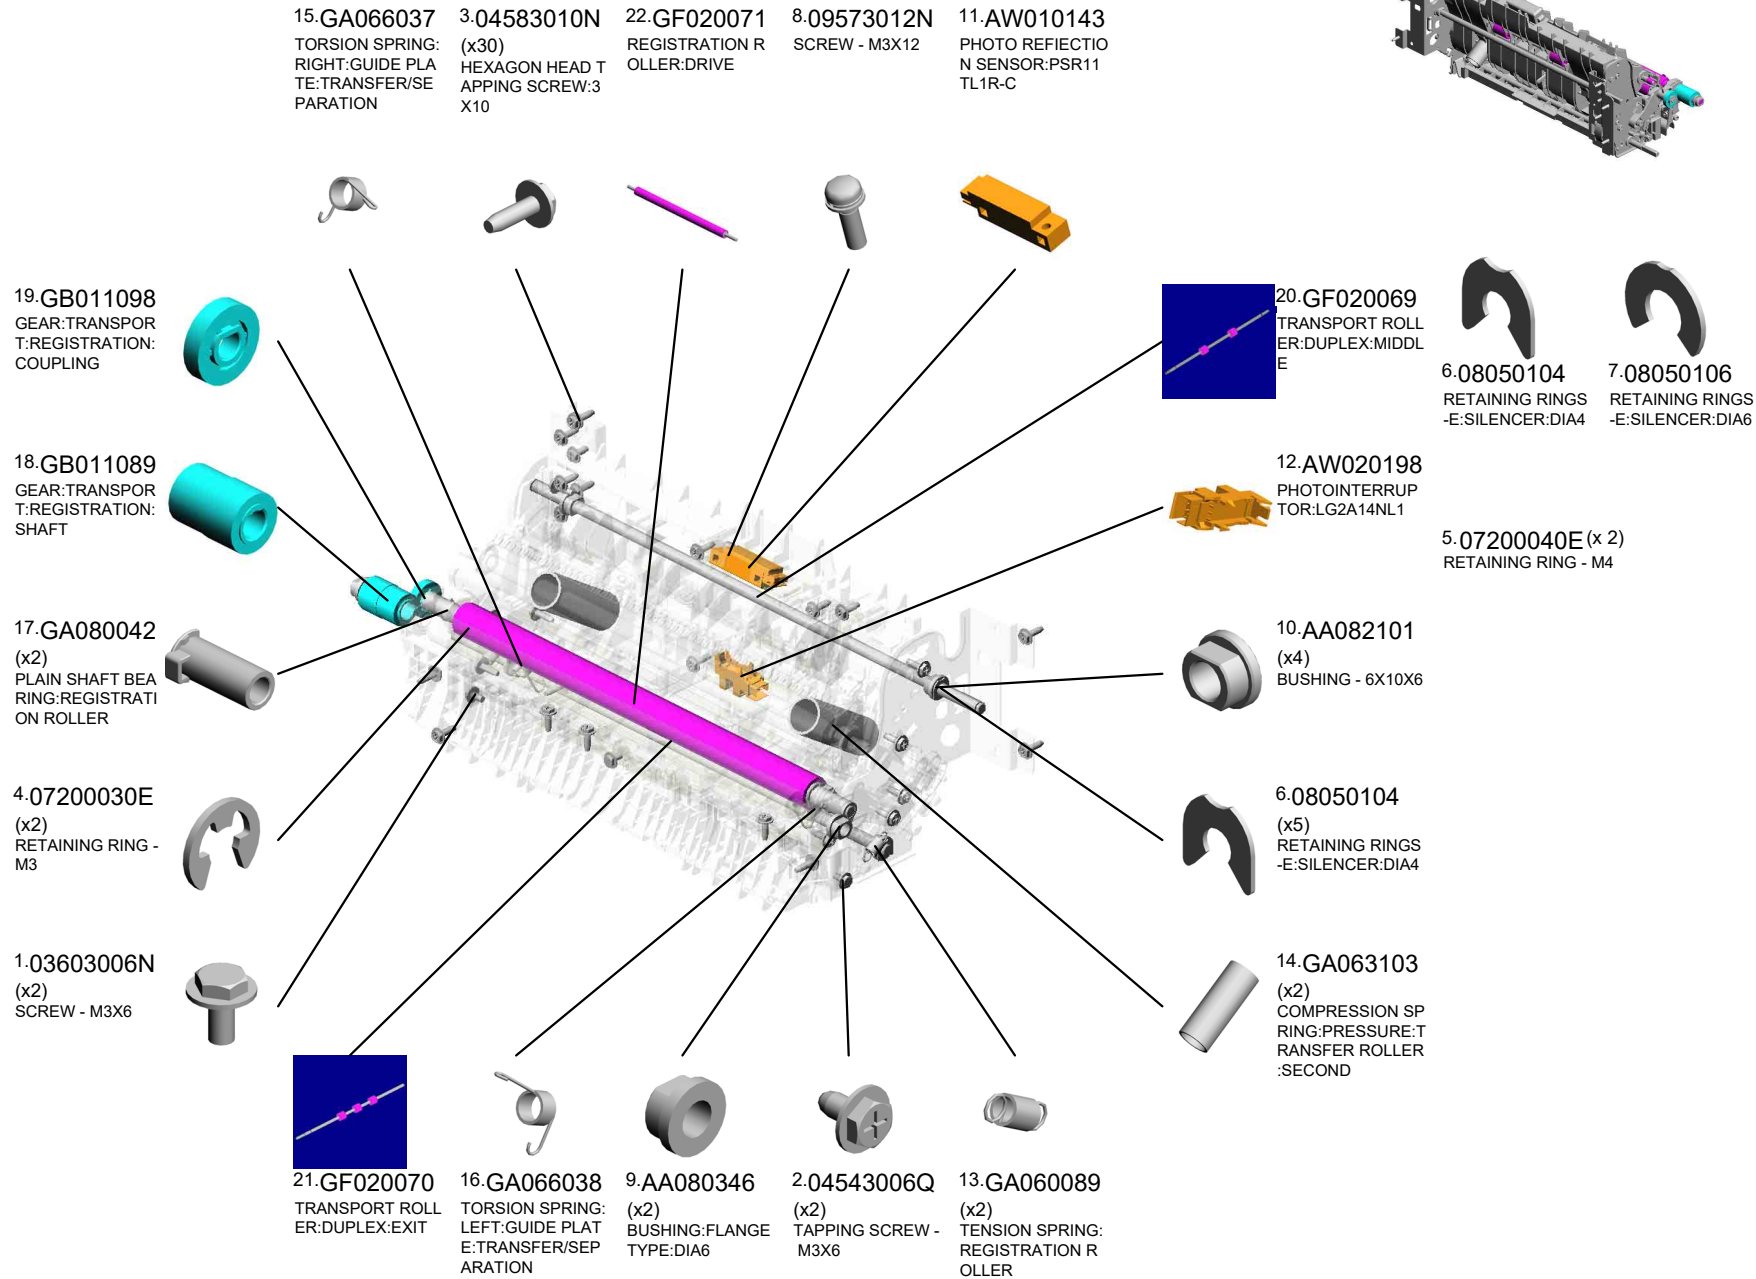 15.GA066037
TORSION SPRING:
RIGHT:GUIDE PLA
TE:TRANSFER/SE
PARATION
3.04583010N
(x30)
HEXAGON HEAD T
APPING SCREW:3
X10
22.GF020071
REGISTRATION R
OLLER:DRIVE
8.09573012N
SCREW - M3X12
11.AW010143
PHOTO REFIECTIO
N SENSOR:PSR11
TL1R-C
19.GB011098
GEAR:TRANSPOR
T:REGISTRATION:
COUPLING
20.GF020069
TRANSPORT ROLL
ER:DUPLEX:MIDDL
E
6.08050104
RETAINING RINGS
-E:SILENCER:DIA4
7.08050106
RETAINING RINGS
-E:SILENCER:DIA6
18.GB011089
GEAR:TRANSPOR
T:REGISTRATION:
SHAFT
12.AW020198
PHOTOINTERRUP
TOR:LG2A14NL1
5.07200040E (x 2)
RETAINING RING - M4
17.GA080042
(x2)
PLAIN SHAFT BEA
RING:REGISTRATI
ON ROLLER
10.AA082101
(x4)
BUSHING - 6X10X6
4.07200030E
(x2)
RETAINING RING -
M3
6.08050104
(x5)
RETAINING RINGS
-E:SILENCER:DIA4
1.03603006N
(x2)
SCREW - M3X6
14.GA063103
(x2)
COMPRESSION SP
RING:PRESSURE:T
RANSFER ROLLER
:SECOND
21.GF020070
TRANSPORT ROLL
ER:DUPLEX:EXIT
16.GA066038
TORSION SPRING:
LEFT:GUIDE PLAT
E:TRANSFER/SEP
ARATION
9.AA080346
(x2)
BUSHING:FLANGE
TYPE:DIA6
2.04543006Q
(x2)
TAPPING SCREW -
M3X6
13.GA060089
(x2)
TENSION SPRING:
REGISTRATION R
OLLER